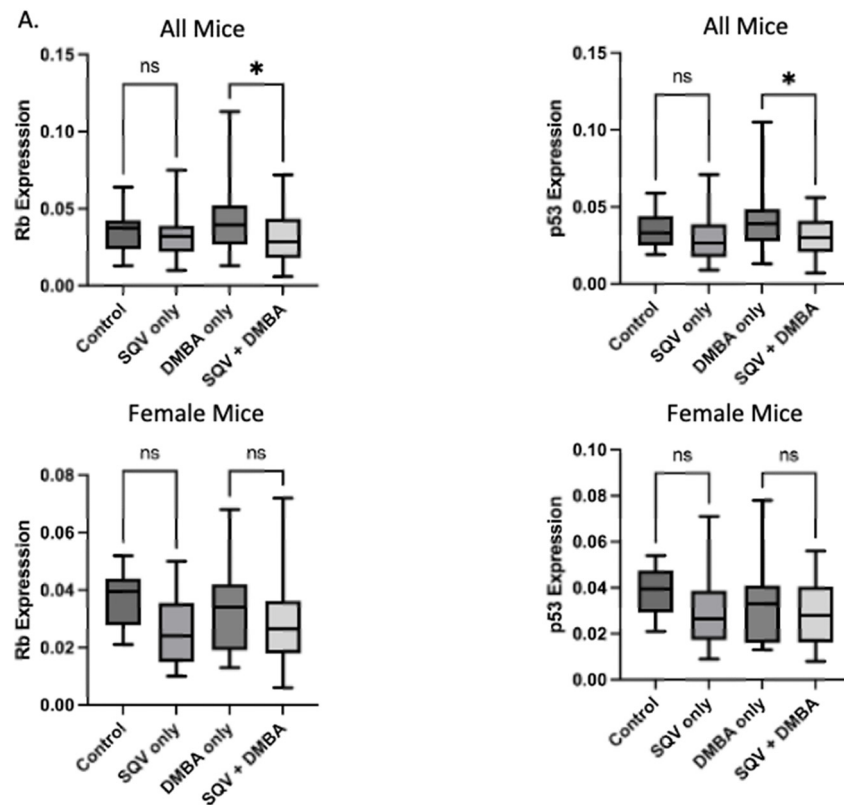 A.
All Mice
ns
*
0.15
0.10
0.05
0.00
Rb Expresssion
Control
SQV only
DMBA only
SQV + DMBA
All Mice
ns
*
0.15
0.10
0.05
0.00
p53 Expression
Control
SQV only
DMBA only
SQV + DMBA
Female Mice
ns
ns
0.08
0.06
0.04
0.02
0.00
Rb Expresssion
Control
SQV only
DMBA only
SQV + DMBA
Female Mice
ns
ns
0.10
0.08
0.06
0.04
0.02
0.00
p53 Expression
Control
SQV only
DMBA only
SQV + DMBA